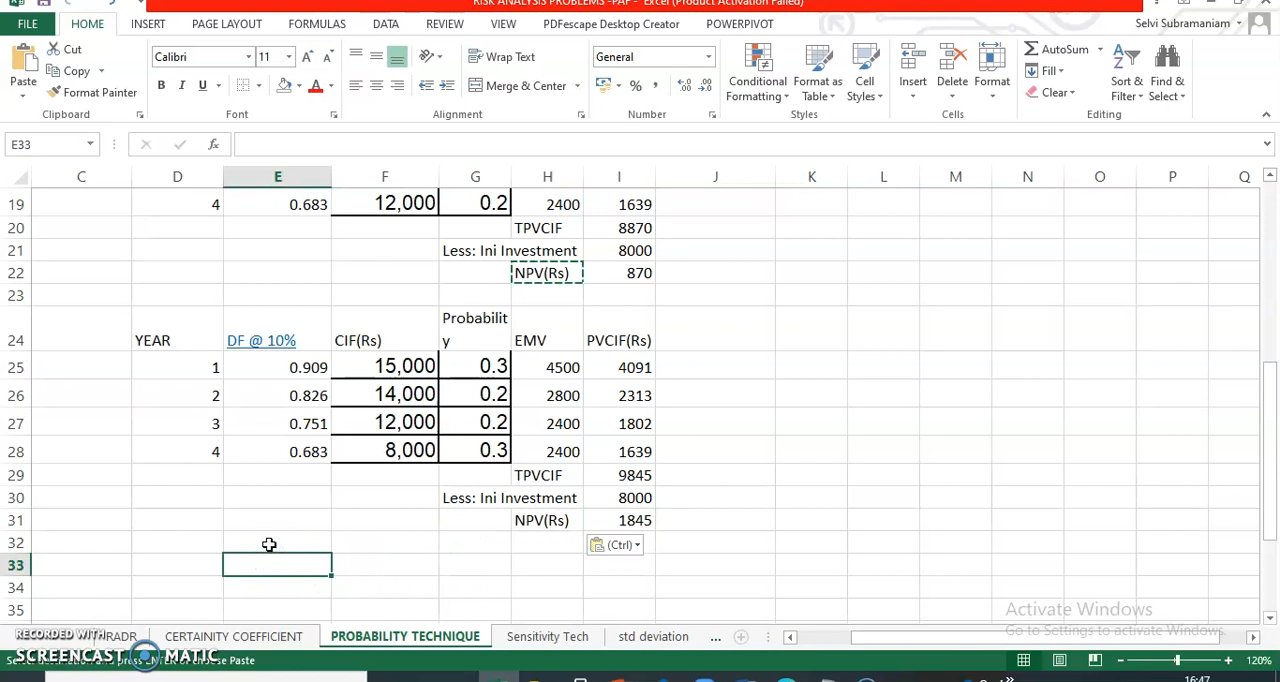 RISK ANALYSIS PROBLEMS -PAF - Excel (Product Activation Failed)
FILE HOME INSERT PAGE LAYOUT FORMULAS DATA REVIEW VIEW PDFescape Desktop Creator POWERPIVOT Selvi Subramaniam
Cut
Copy
Format Painter
Paste
Calibri 11
B I U
Wrap Text
Merge & Center
General
%
Conditional Formatting
Format as Table
Cell Styles
Insert Delete Format
AutoSum
Fill
Clear
Sort & Filter
Find & Select
Clipboard Font Alignment Number Styles Cells Editing
E33 fx
C D E F G H I J K L M N O P Q
19 4 0.683 12,000 0.2 2400 1639
20 TPVCIF 8870
21 Less: Ini Investment 8000
22 NPV(Rs) 870
23
24 YEAR DF @ 10% CIF(Rs) Probabilit
y EMV PVCIF(Rs)
25 1 0.909 15,000 0.3 4500 4091
26 2 0.826 14,000 0.2 2800 2313
27 3 0.751 12,000 0.2 2400 1802
28 4 0.683 8,000 0.3 2400 1639
29 TPVCIF 9845
30 Less: Ini Investment 8000
31 NPV(Rs) 1845
32
(Ctrl)
33
34
35
Activate Windows
Go to Settings to activate Windows.
RADR CERTAINITY COEFFICIENT PROBABILITY TECHNIQUE Sensitivity Tech std deviation ...
RECORDED WITH
SCREENCAST MATIC
Paste 120%
16:47